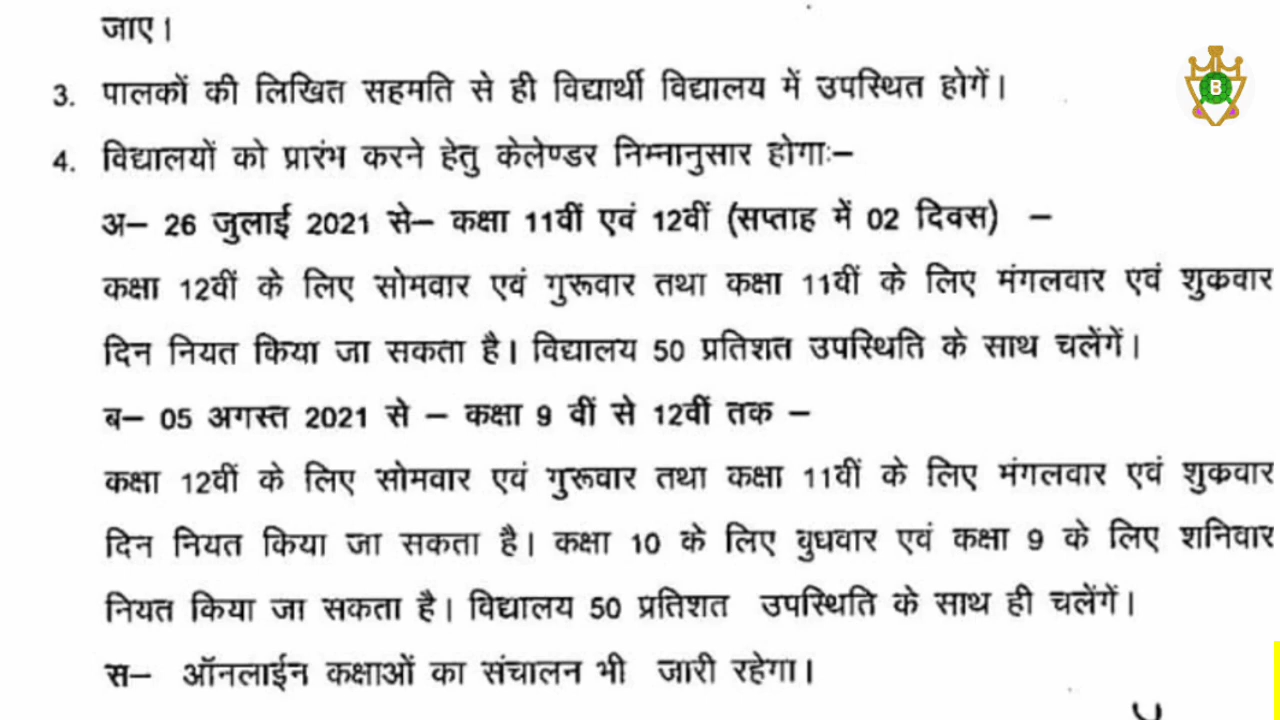 जाए।
3. पालकों की लिखित सहमति से ही विद्यार्थी विद्यालय में उपस्थित होगें।
4. विद्यालयों को प्रारंभ करने हेतु केलेण्डर निम्नानुसार होगाः–
अ– 26 जुलाई 2021 से– कक्षा 11वीं एवं 12वीं (सप्ताह में 02 दिवस) –
कक्षा 12वीं के लिए सोमवार एवं गुरूवार तथा कक्षा 11वीं के लिए मंगलवार एवं शुकवार
दिन नियत किया जा सकता है। विद्यालय 50 प्रतिशत उपस्थिति के साथ चलेंगें।
ब– 05 अगस्त 2021 से – कक्षा 9 वीं से 12वीं तक –
कक्षा 12वीं के लिए सोमवार एवं गुरूवार तथा कक्षा 11वीं के लिए मंगलवार एवं शुकवार
दिन नियत किया जा सकता है। कक्षा 10 के लिए बुधवार एवं कक्षा 9 के लिए शनिवार
नियत किया जा सकता है। विद्यालय 50 प्रतिशत उपस्थिति के साथ ही चलेंगें।
स– ऑनलाईन कक्षाओं का संचालन भी जारी रहेगा।
B